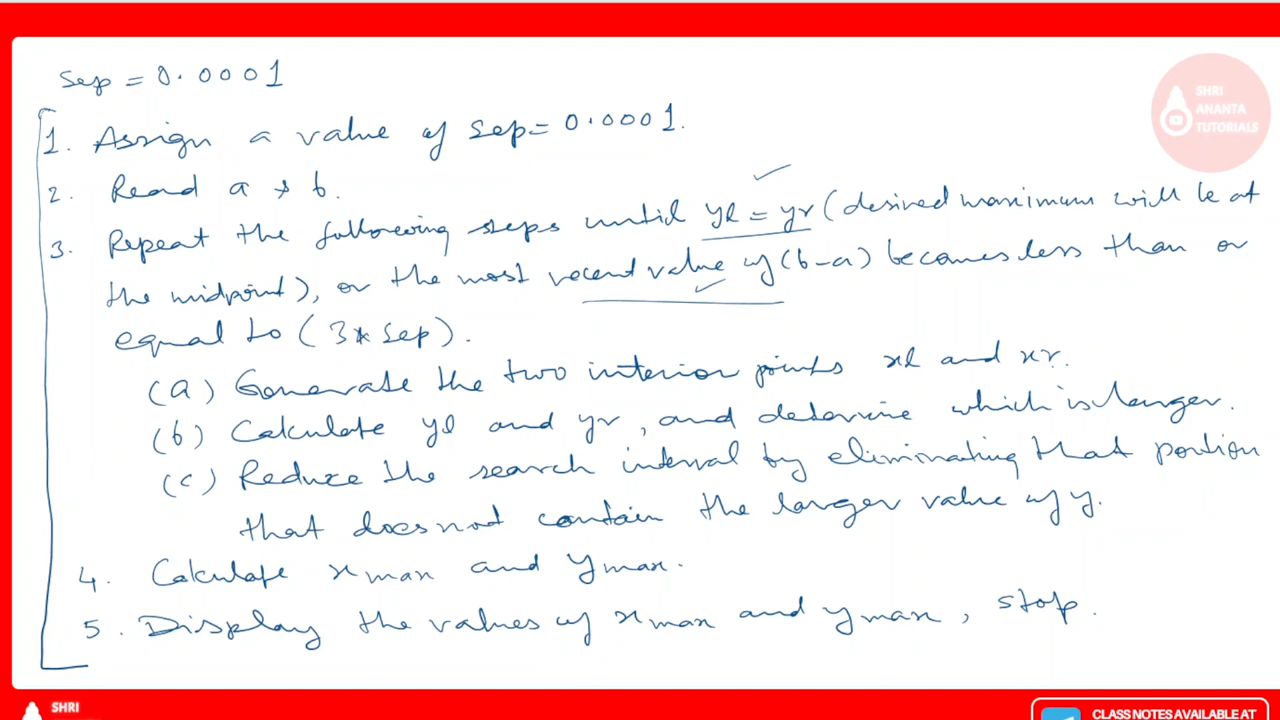 sep = 0.0001
1. Assign a value of sep = 0.0001.
2. Read a & b.
3. Repeat the following steps until yl = yr (desired maximum will be at
the midpoint), or the most recent value of (b-a) becomes less than or
equal to (3* sep).
(a) Generate the two interior points xl and xr.
(b) Calculate yl and yr, and determine which is larger.
(c) Reduce the search interval by eliminating that portion
that does not contain the larger value of y.
4. Calculate xmax and ymax.
5. Display the values of xmax and ymax, stop.
SHRI
ANANTA
TUTORIALS
SHRI
CLASS NOTES AVAILABLE AT